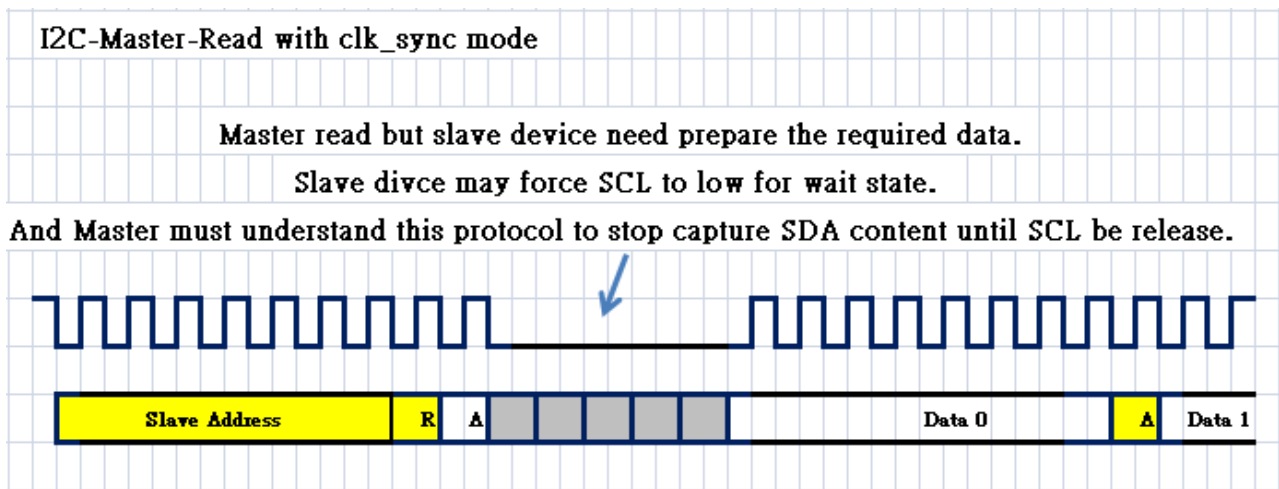 I2C-Master-Read with clk_sync mode
Master read but slave device need prepare the required data.
Slave divce may force SCL to low for wait state.
And Master must understand this protocol to stop capture SDA content until SCL be release.
Slave Address R A Data 0 A Data 1